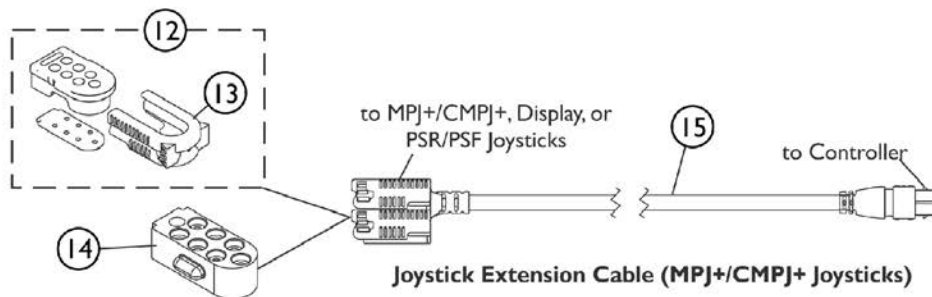 12
13
to MPJ+/CMPJ+, Display, or
PSR/PSF Joysticks
15
to Controller
14
Joystick Extension Cable (MPJ+/CMPJ+ Joysticks)